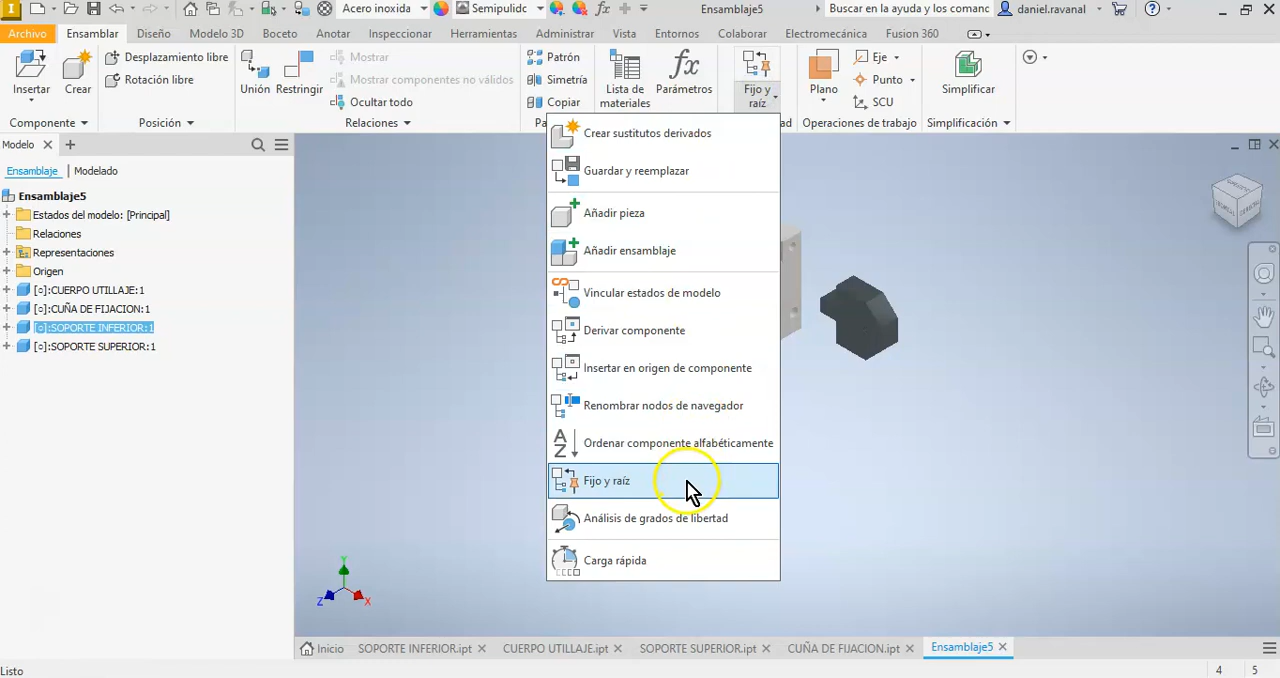 Acero inoxida
Semipulidc
Ensamblaje5
Buscar en la ayuda y los comanc
daniel.ravanal
Archivo
Ensamblar
Diseño
Modelo 3D
Boceto
Anotar
Inspeccionar
Herramientas
Administrar
Vista
Entornos
Colaborar
Electromecánica
Fusion 360
Insertar
Crear
Desplazamiento libre
Rotación libre
Unión
Restringir
Mostrar
Mostrar componentes no válidos
Ocultar todo
Patrón
Simetría
Copiar
Lista de
materiales
Parámetros
Fijo y
raíz
Plano
Eje
Punto
SCU
Simplificar
Componente
Posición
Relaciones
Pa
ad
Operaciones de trabajo
Simplificación
Modelo
Ensamblaje
Modelado
Ensamblaje5
Estados del modelo: [Principal]
Relaciones
Representaciones
Origen
[○]:CUERPO UTILLAJE:1
[○]:CUÑA DE FIJACION:1
[○]:SOPORTE INFERIOR:1
[○]:SOPORTE SUPERIOR:1
Crear sustitutos derivados
Guardar y reemplazar
Añadir pieza
Añadir ensamblaje
Vincular estados de modelo
Derivar componente
Insertar en origen de componente
Renombrar nodos de navegador
Ordenar componente alfabéticamente
Fijo y raíz
Análisis de grados de libertad
Carga rápida
Y
Z
X
Inicio
SOPORTE INFERIOR.ipt
CUERPO UTILLAJE.ipt
SOPORTE SUPERIOR.ipt
CUÑA DE FIJACION.ipt
Ensamblaje5
Listo
4
5